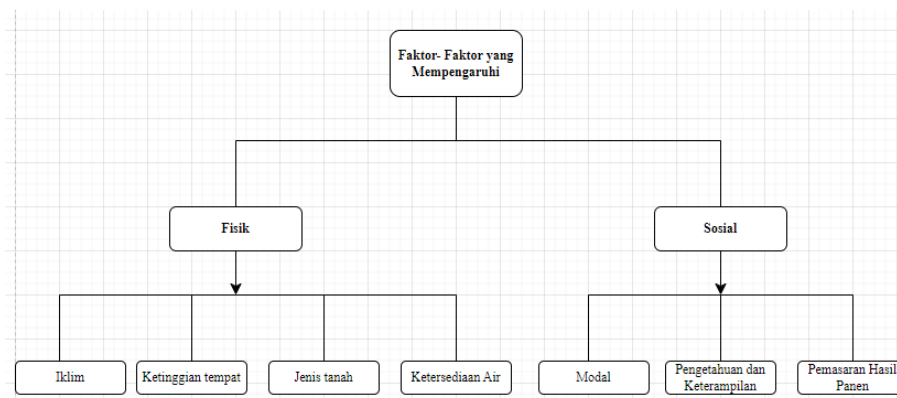 Faktor- Faktor yang
Mempengaruhi
Fisik
Sosial
Iklim
Ketinggian tempat
Jenis tanah
Ketersediaan Air
Modal
Pengetahuan dan
Keterampilan
Pemasaran Hasil
Panen